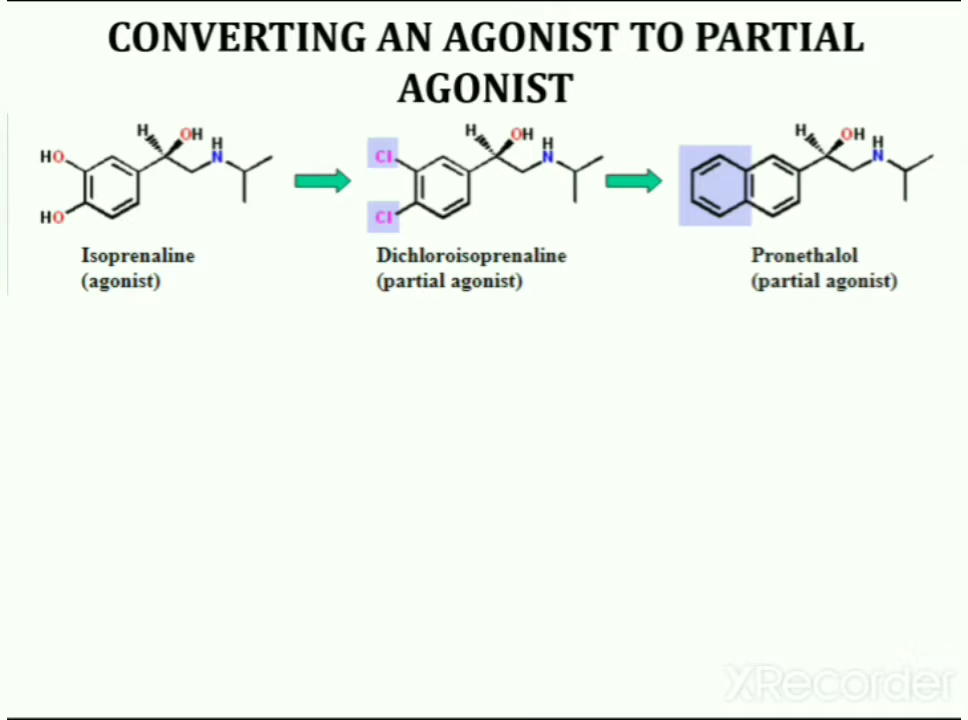 CONVERTING AN AGONIST TO PARTIAL
AGONIST
H OH H
HO N
HO
H OH H
Cl N
Cl
H OH H
N
Isoprenaline
(agonist)
Dichloroisoprenaline
(partial agonist)
Pronethalol
(partial agonist)
XRecorder